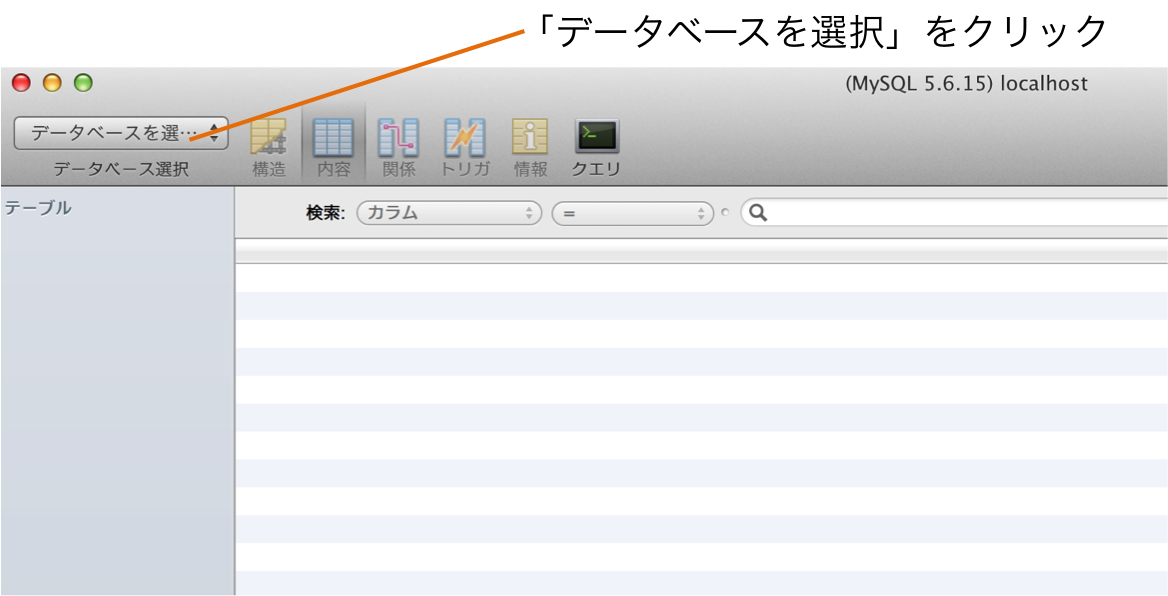 「データベースを選択」をクリック
(MySQL 5.6.15) localhost
データベースを選…
データベース選択
構造 内容 関係 トリガ 情報 クエリ
テーブル
検索: カラム =